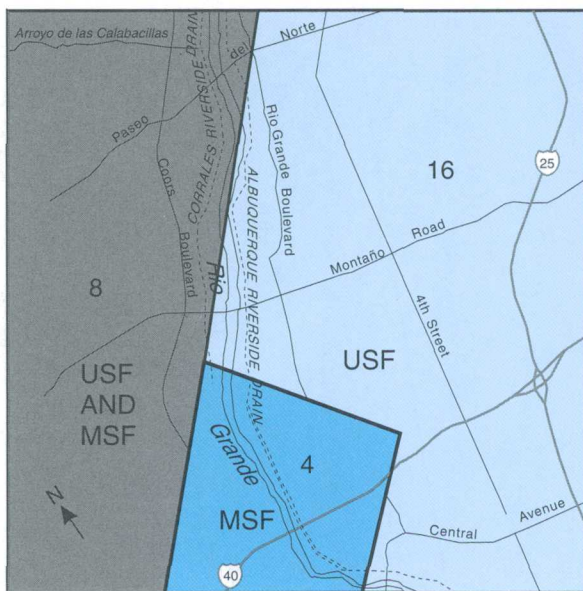 Arroyo de las Calabacillas
CORRALES RIVERSIDE DRAIN
Paseo del Norte
Rio Grande Boulevard
ALBUQUERQUE RIVERSIDE DRAIN
Coors Boulevard
16
25
Montaño Road
8
Rio Grande
4th Street
USF
USF
AND
MSF
4
MSF
N
Central Avenue
40